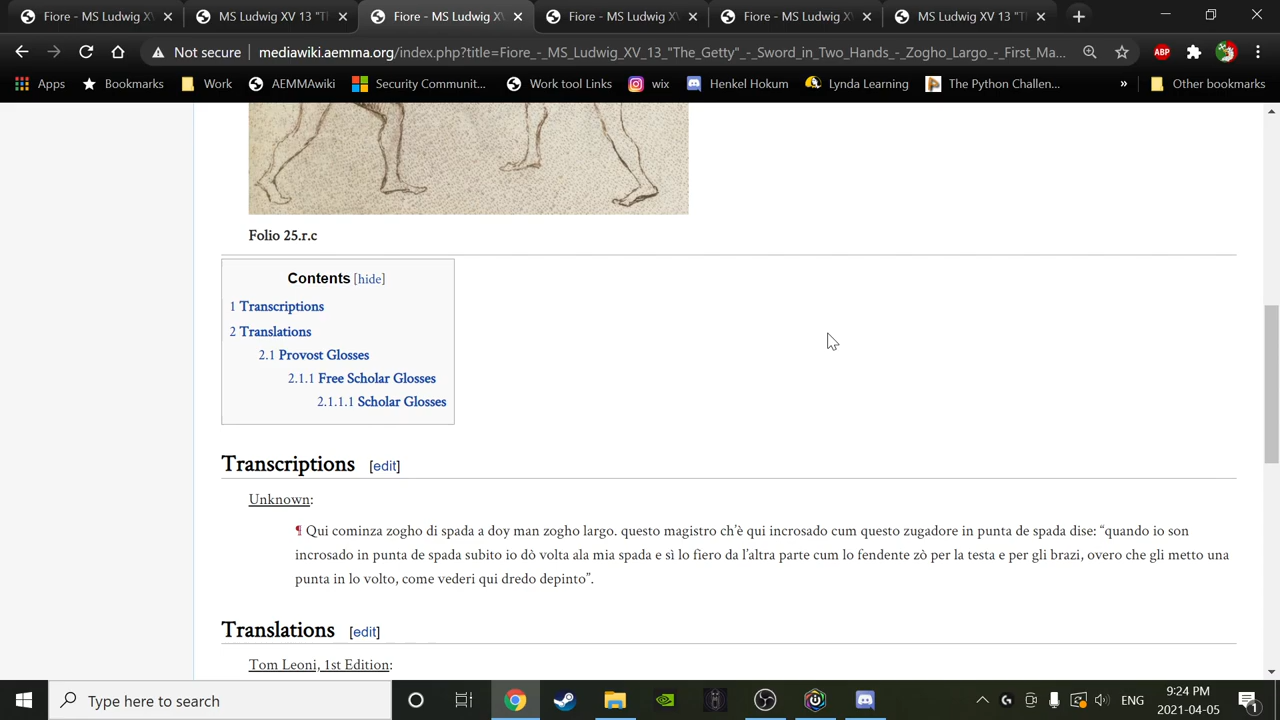 Fiore - MS Ludwig XV
MS Ludwig XV 13 "Th
Fiore - MS Ludwig XV
Fiore - MS Ludwig XV
Fiore - MS Ludwig XV
MS Ludwig XV 13 "Th
Not secure
mediawiki.aemma.org/index.php?title=Fiore_-_MS_Ludwig_XV_13_"The_Getty"_-_Sword_in_Two_Hands_-_Zogho_Largo_-_First_Ma...
ABP
Apps
Bookmarks
Work
AEMMAwiki
Security Communit...
Work tool Links
wix
Henkel Hokum
Lynda Learning
The Python Challen...
»
Other bookmarks
Folio 25.r.c
Contents [hide]
1 Transcriptions
2 Translations
2.1 Provost Glosses
2.1.1 Free Scholar Glosses
2.1.1.1 Scholar Glosses
Transcriptions [edit]
Unknown:
¶ Qui cominza zogho di spada a doy man zogho largo. questo magistro ch'è qui incrosado cum questo zugadore in punta de spada dise: “quando io son
incrosado in punta de spada subito io dò volta ala mia spada e sì lo fiero da l'altra parte cum lo fendente zò per la testa e per gli brazi, overo che gli metto una
punta in lo volto, come vederi qui dredo depinto”.
Translations [edit]
Tom Leoni, 1st Edition:
Type here to search
ENG
9:24 PM
2021-04-05
1